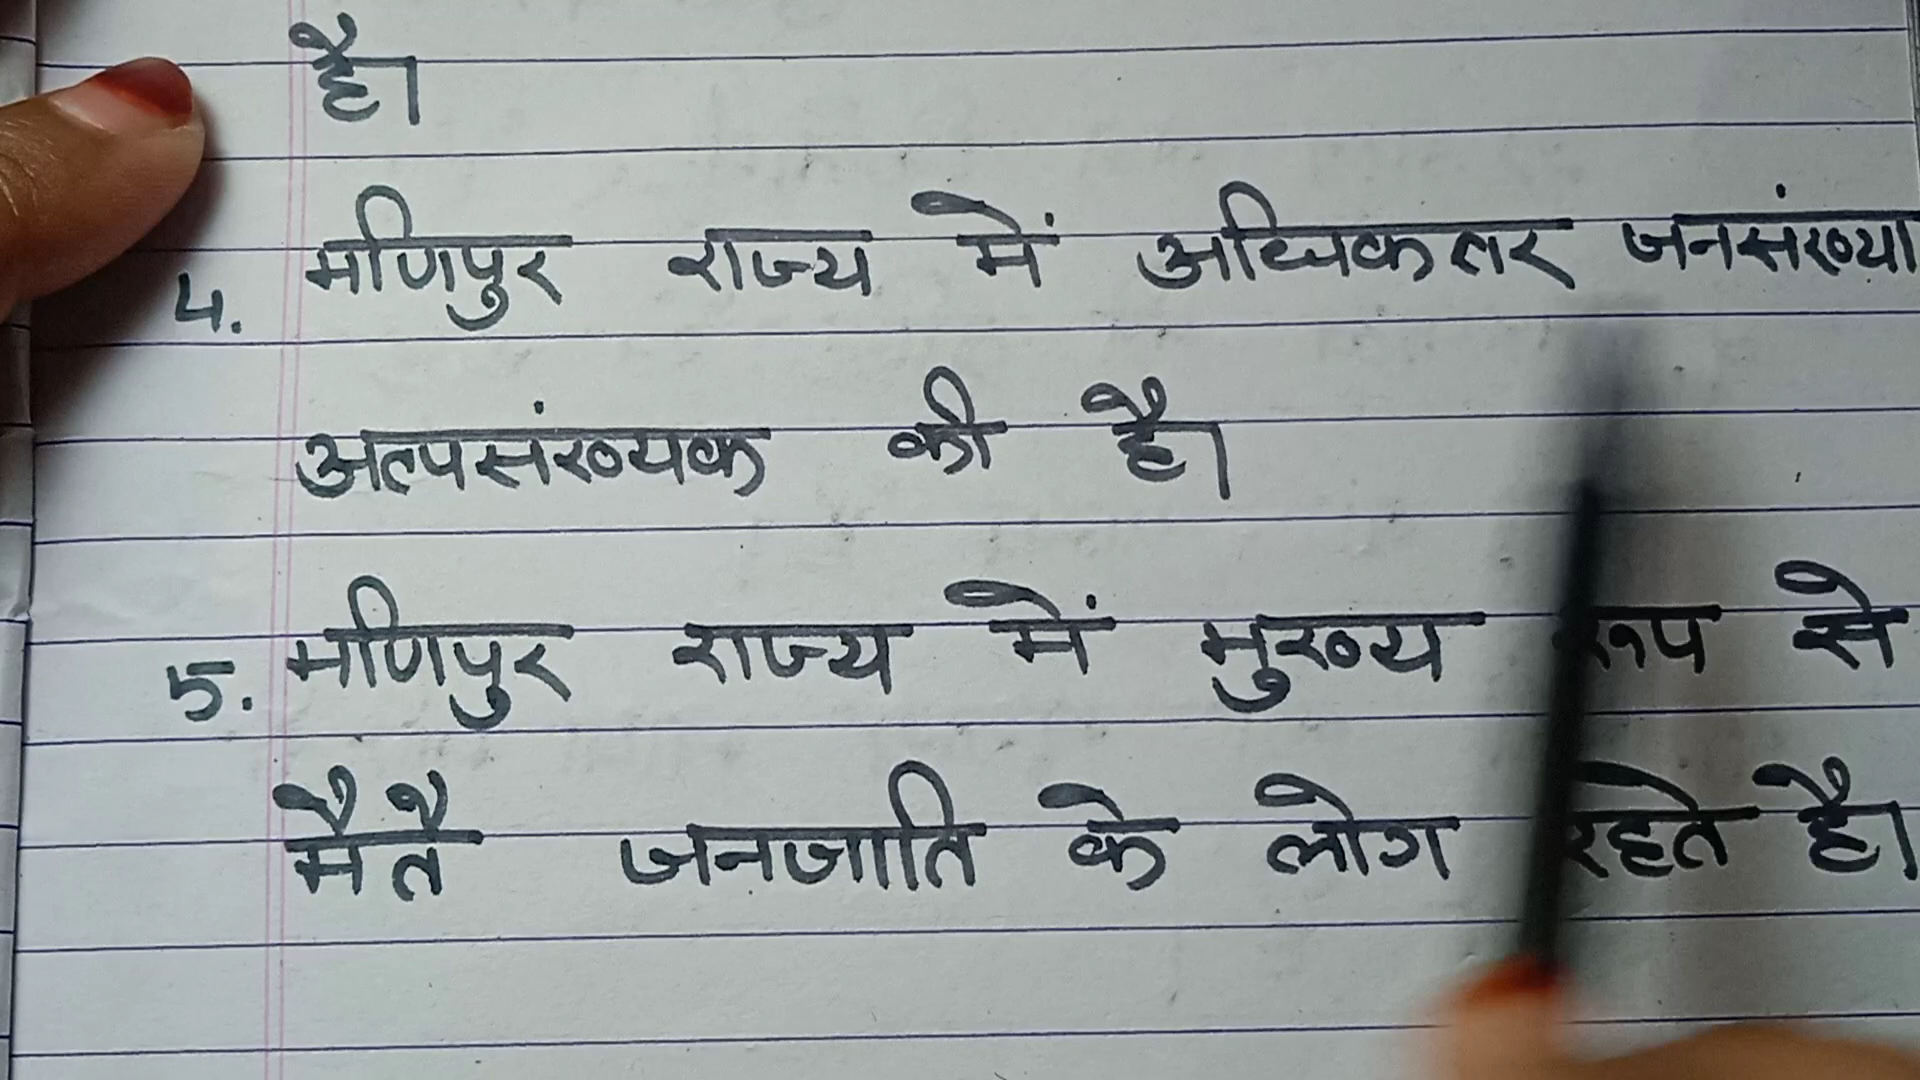 है।
4. मणिपुर राज्य में अधिकतर जनसंख्या
अल्पसंख्यक की है।
5. मणिपुर राज्य में मुख्य रूप से
मैतै जनजाति के लोग रहते है।